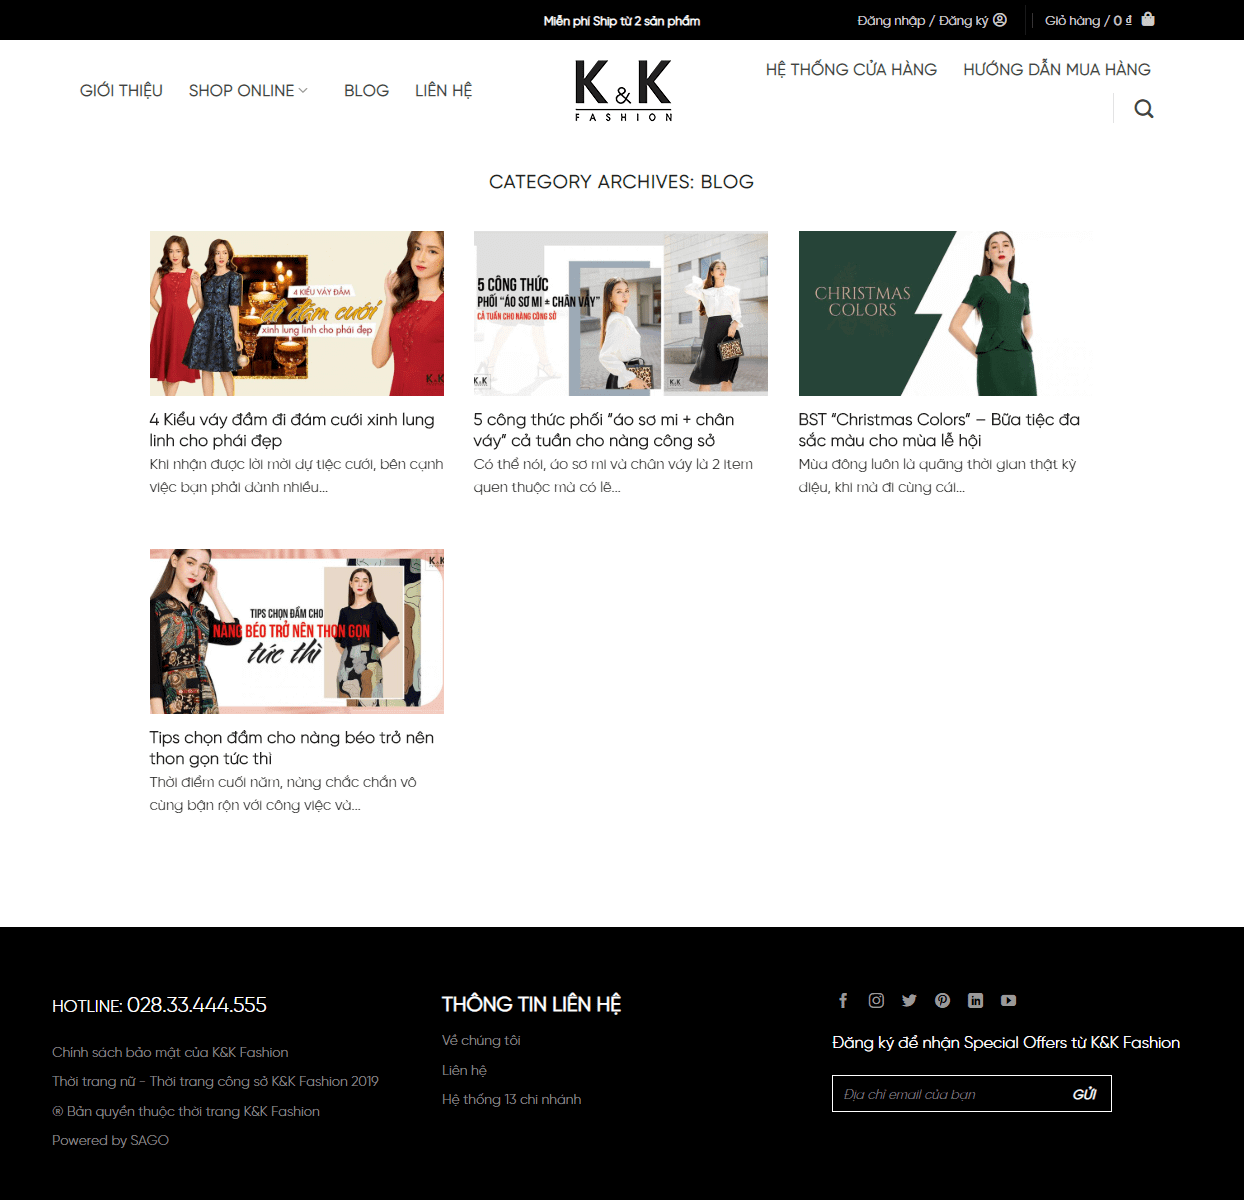 Miễn phí Ship từ 2 sản phẩm
Đăng nhập / Đăng ký
Giỏ hàng / 0 ₫
GIỚI THIỆU
SHOP ONLINE
BLOG
LIÊN HỆ
K&K
FASHION
HỆ THỐNG CỬA HÀNG
HƯỚNG DẪN MUA HÀNG
CATEGORY ARCHIVES: BLOG
4 KIỂU VÁY ĐẦM
đi đám cưới
xinh lung linh cho phái đẹp
K&K
4 Kiểu váy đầm đi đám cưới xinh lung
linh cho phái đẹp
Khi nhận được lời mời dự tiệc cưới, bên cạnh
việc bạn phải dành nhiều...
5 CÔNG THỨC
PHỐI “ÁO SƠ MI + CHÂN VÁY”
CẢ TUẦN CHO NÀNG CÔNG SỞ
K&K
K&K
5 công thức phối “áo sơ mi + chân
váy” cả tuần cho nàng công sở
Có thể nói, áo sơ mi và chân váy là 2 item
quen thuộc mà có lẽ...
CHRISTMAS
COLORS
BST “Christmas Colors” – Bữa tiệc đa
sắc màu cho mùa lễ hội
Mùa đông luôn là quãng thời gian thật kỳ
diệu, khi mà đi cùng cái...
K&K
TIPS CHỌN ĐẦM CHO
NÀNG BÉO TRỞ NÊN THON GỌN
tức thì
Tips chọn đầm cho nàng béo trở nên
thon gọn tức thì
Thời điểm cuối năm, nàng chắc chắn vô
cùng bận rộn với công việc và...
HOTLINE: 028.33.444.555
Chính sách bảo mật của K&K Fashion
Thời trang nữ - Thời trang công sở K&K Fashion 2019
® Bản quyền thuộc thời trang K&K Fashion
Powered by SAGO
THÔNG TIN LIÊN HỆ
Về chúng tôi
Liên hệ
Hệ thống 13 chi nhánh
Đăng ký để nhận Special Offers từ K&K Fashion
Địa chỉ email của bạn
GỬI